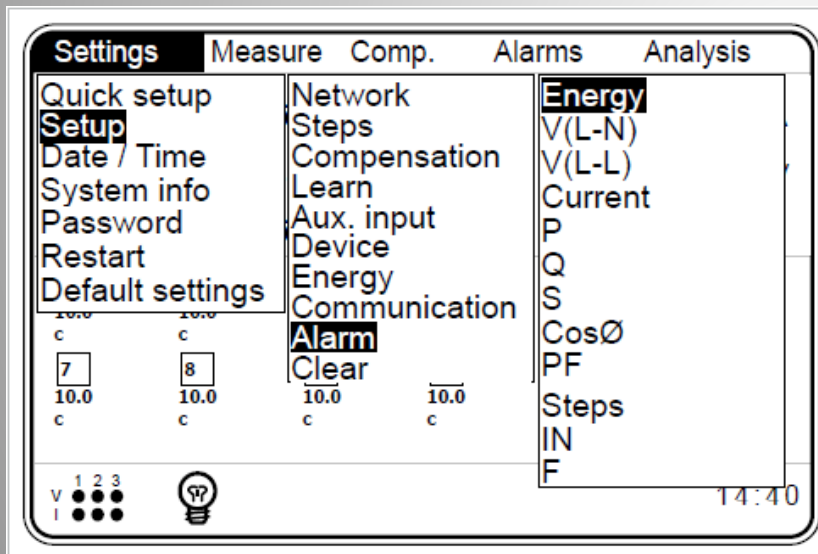 Settings Measure Comp. Alarms Analysis
Quick setup
Setup
Date / Time
System info
Password
Restart
Default settings
Network
Steps
Compensation
Learn
Aux. input
Device
Energy
Communication
Alarm
Clear
Energy
V(L-N)
V(L-L)
Current
P
Q
S
CosØ
PF
Steps
IN
F
c c
7 8
10.0 10.0 10.0 10.0
c c c c
1 2 3
V
I
14:40